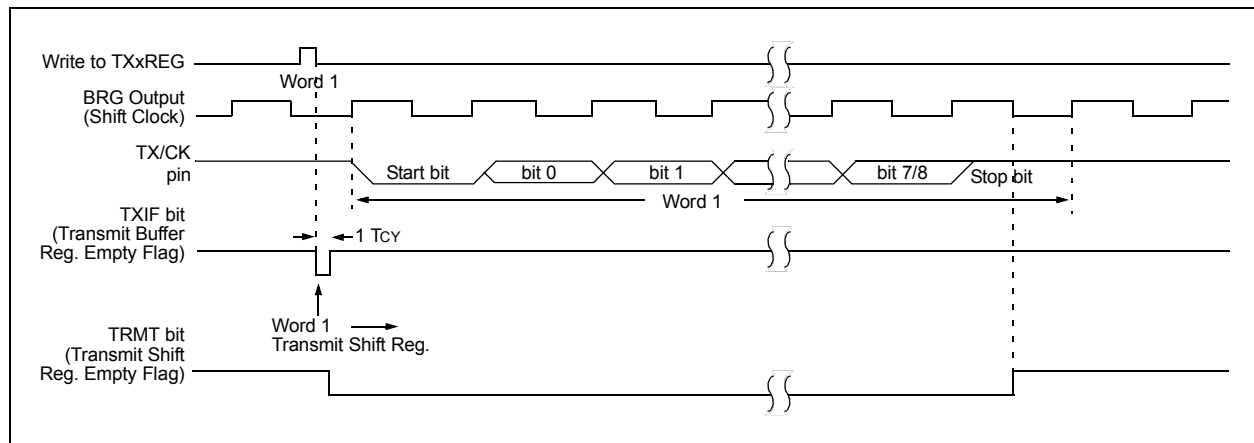 Write to TXxREG
Word 1
BRG Output
(Shift Clock)
TX/CK
pin
Start bit
bit 0
bit 1
bit 7/8
Stop bit
Word 1
TXIF bit
(Transmit Buffer
Reg. Empty Flag)
1 TCY
Word 1
Transmit Shift Reg.
TRMT bit
(Transmit Shift
Reg. Empty Flag)